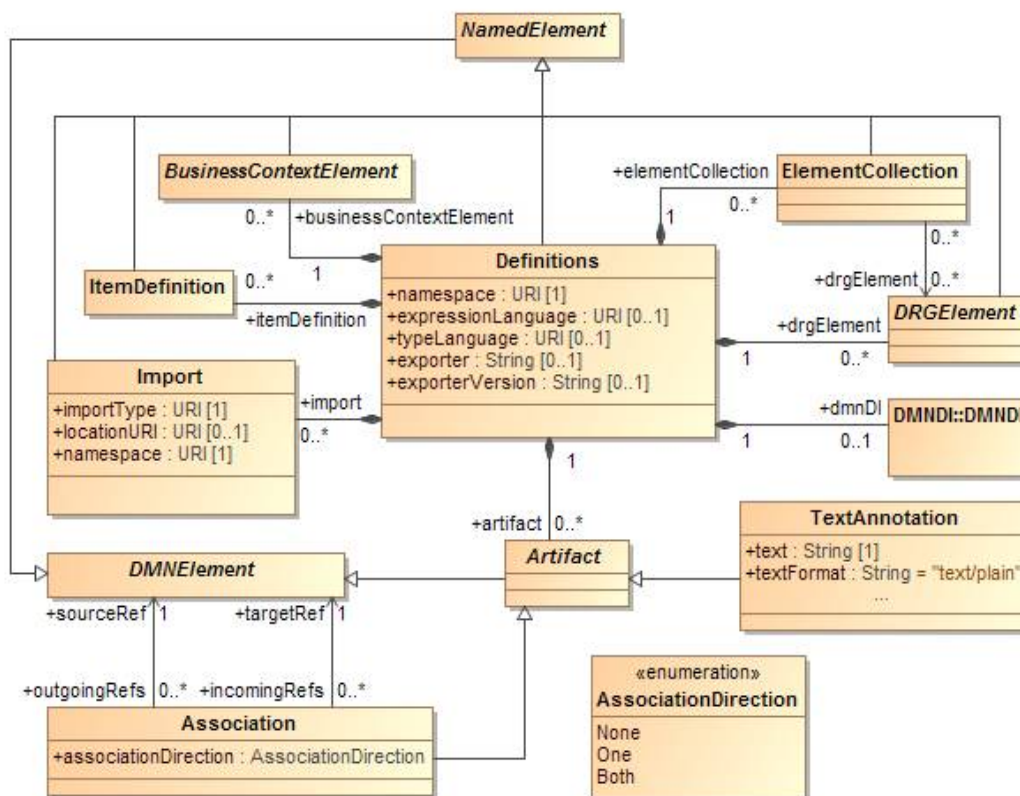 NamedElement
BusinessContextElement
+elementCollection
ElementCollection
0..*
+businessContextElement
1
0..*
0..*
1
Definitions
ItemDefinition
0..*
+itemDefinition
+namespace : URI [1]
+expressionLanguage : URI [0..1]
+typeLanguage : URI [0..1]
+exporter : String [0..1]
+exporterVersion : String [0..1]
+drgElement
0..*
DRGElement
+drgElement
1
0..*
Import
+importType : URI [1]
+locationURI : URI [0..1]
+namespace : URI [1]
+import
0..*
+dmnDI
1
0..1
DMNDI::DMNDI
1
+artifact
0..*
TextAnnotation
+text : String [1]
+textFormat : String = "text/plain"
...
DMNElement
Artifact
+sourceRef
1
+targetRef
1
+outgoingRefs
0..*
+incomingRefs
0..*
Association
+associationDirection : AssociationDirection
«enumeration»
AssociationDirection
None
One
Both